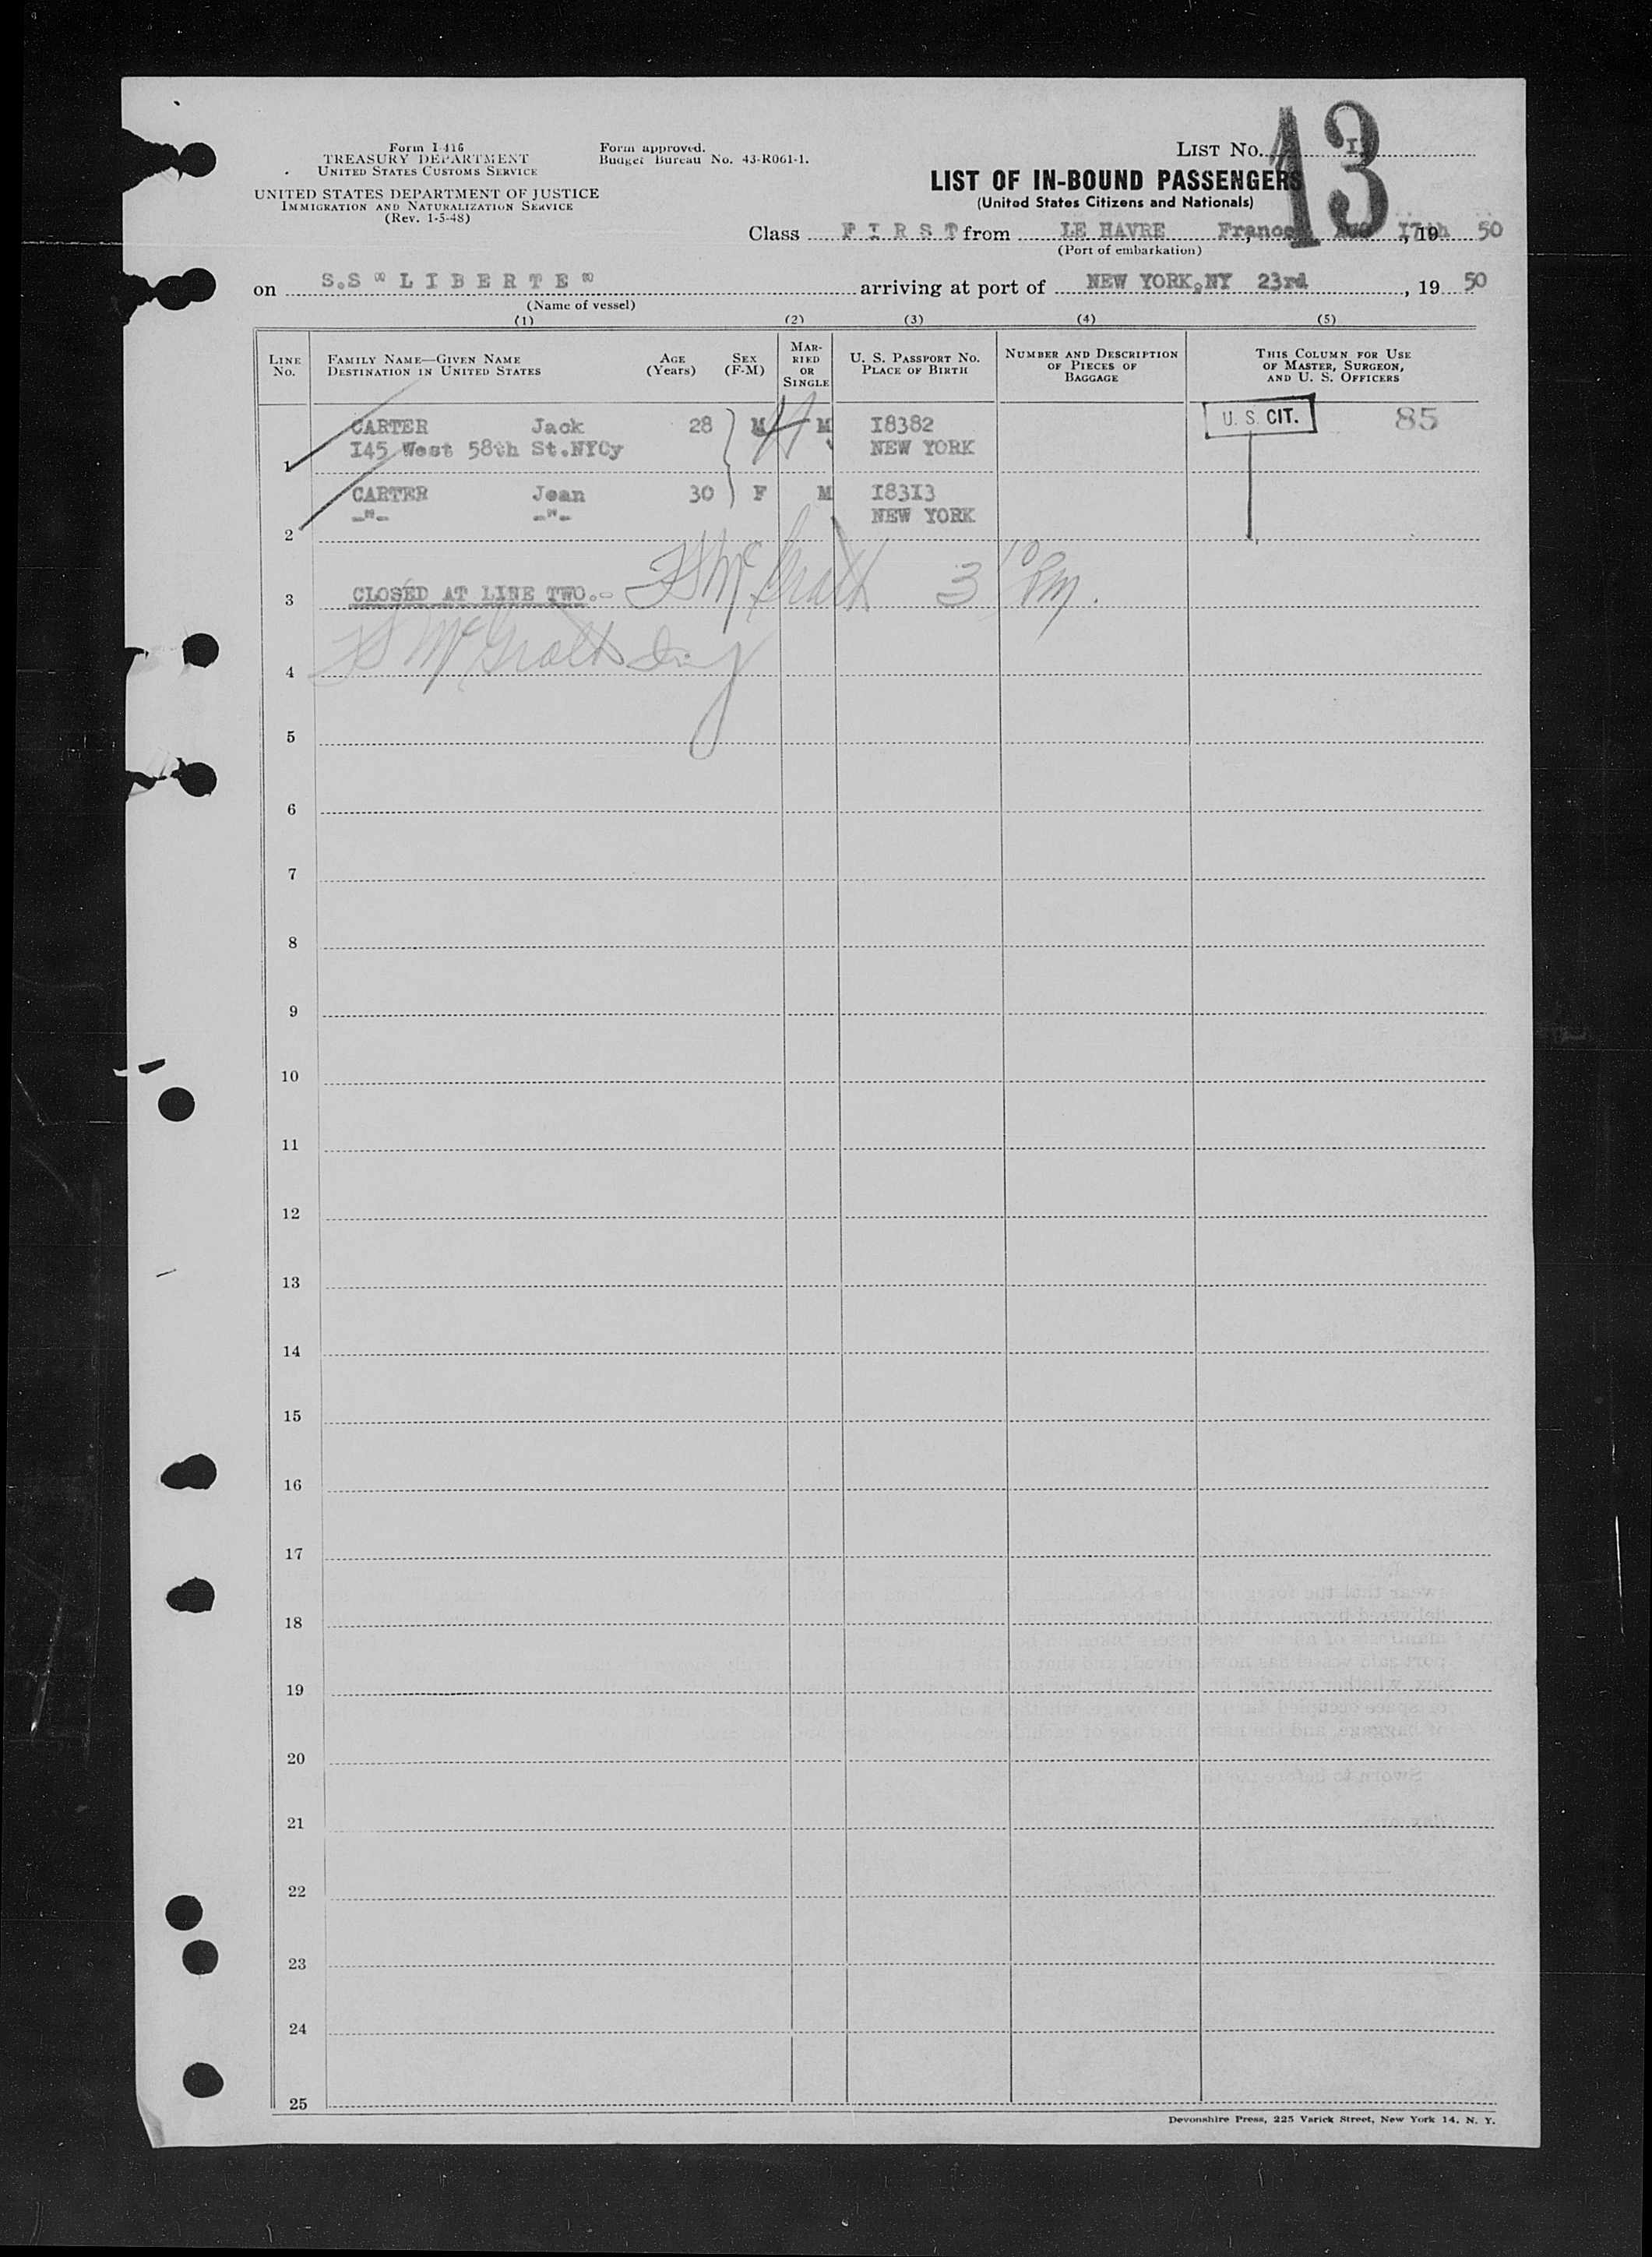 Form I-416
TREASURY DEPARTMENT
UNITED STATES CUSTOMS SERVICE
UNITED STATES DEPARTMENT OF JUSTICE
IMMIGRATION AND NATURALIZATION SERVICE
(Rev. 1-5-48)
Form approved.
Budget Bureau No. 43-R061-1.
LIST No. I
13
LIST OF IN-BOUND PASSENGERS
(United States Citizens and Nationals)
Class F I R S T from LE HAVRE France, AUG 17th, 19 50
(Port of embarkation)
on S.S "L I B E R T E" arriving at port of NEW YORK,NY 23rd, 19 50
(Name of vessel)
(1) (2) (3) (4) (5)
LINE No.
FAMILY NAME—GIVEN NAME
DESTINATION IN UNITED STATES
AGE (Years)
SEX (F-M)
MARRIED OR SINGLE
U. S. PASSPORT No.
PLACE OF BIRTH
NUMBER AND DESCRIPTION
OF PIECES OF
BAGGAGE
THIS COLUMN FOR USE
OF MASTER, SURGEON,
AND U. S. OFFICERS
CARTER Jack 28 M M I8382 U. S. CIT. 85
1 I45 West 58th St.NYCy NEW YORK
CARTER Jean 30 F M I83I3
2 -"- -"- NEW YORK
3 CLOSED AT LINE TWO.- FS McGrath 3 10 PM.
4 FS McGrath
5
6
7
8
9
10
11
12
13
14
15
16
17
18
19
20
21
22
23
24
25
Devonshire Press, 225 Varick Street, New York 14, N. Y.